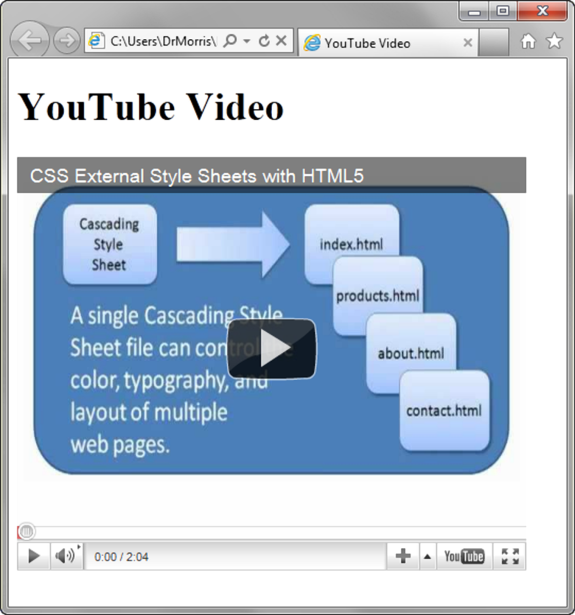 C:\Users\DrMorris\
YouTube Video
YouTube Video
CSS External Style Sheets with HTML5
Cascading
Style
Sheet
index.html
products.html
about.html
contact.html
A single Cascading Style
Sheet file can control the
color, typography, and
layout of multiple
web pages.
0:00 / 2:04
YouTube